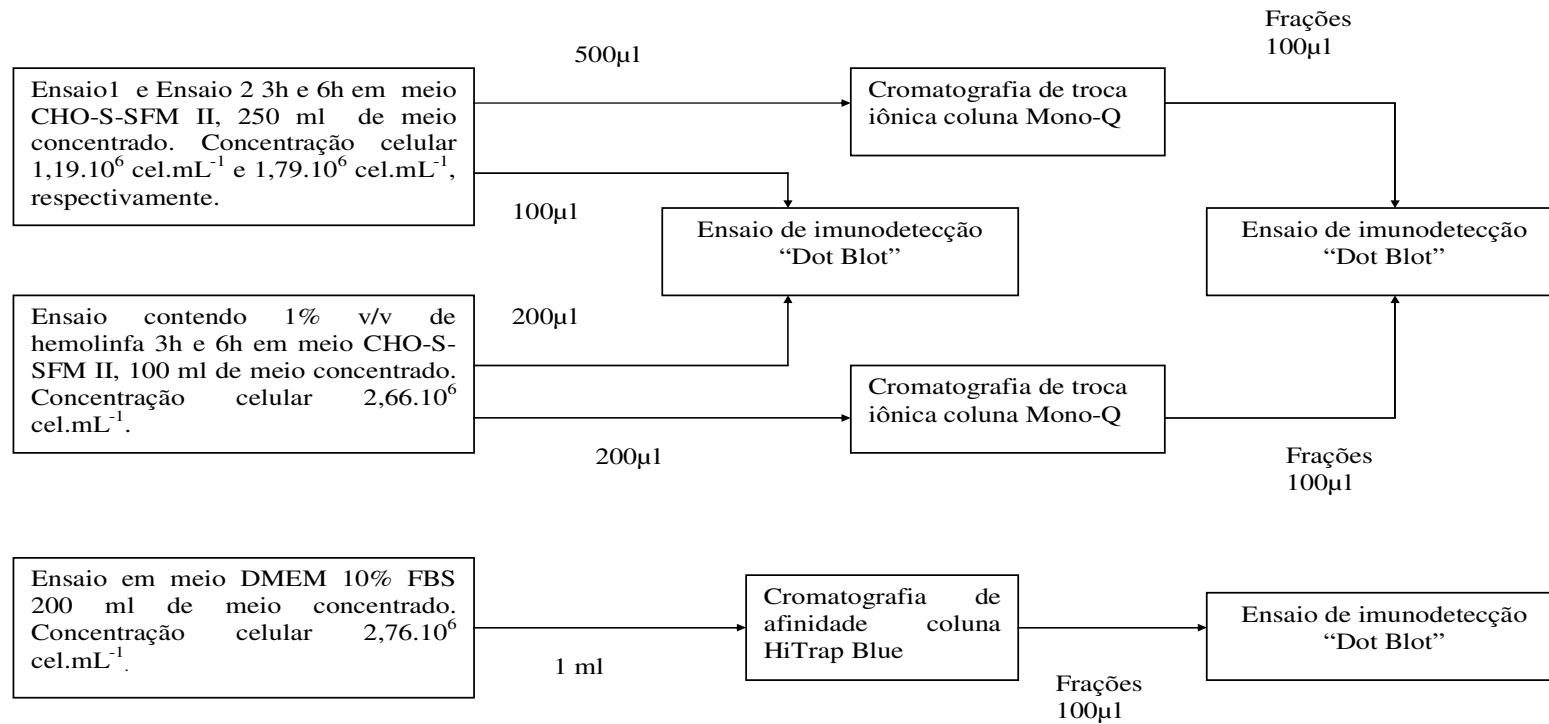 Frações
100µl
500µl
Ensaio1 e Ensaio 2 3h e 6h em meio
CHO-S-SFM II, 250 ml de meio
concentrado. Concentração celular
1,19.10⁶ cel.mL⁻¹ e 1,79.10⁶ cel.mL⁻¹,
respectivamente.
Cromatografia de troca
iônica coluna Mono-Q
100µl
Ensaio de imunodetecção
“Dot Blot”
Ensaio de imunodetecção
“Dot Blot”
Ensaio contendo 1% v/v de
hemolinfa 3h e 6h em meio CHO-S-
SFM II, 100 ml de meio concentrado.
Concentração celular 2,66.10⁶
cel.mL⁻¹.
200µl
Cromatografia de troca
iônica coluna Mono-Q
200µl
Frações
100µl
Ensaio em meio DMEM 10% FBS
200 ml de meio concentrado.
Concentração celular 2,76.10⁶
cel.mL⁻¹.
1 ml
Cromatografia de
afinidade coluna
HiTrap Blue
Frações
100µl
Ensaio de imunodetecção
“Dot Blot”